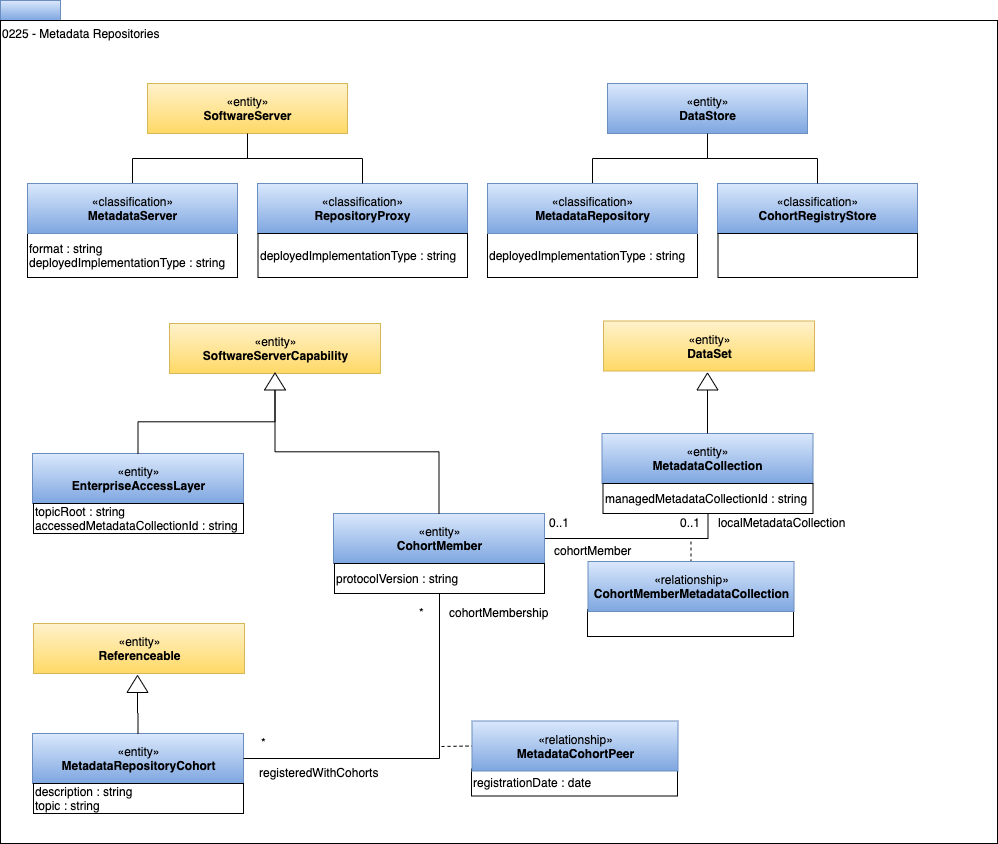 0225 - Metadata Repositories
«entity»
SoftwareServer
«entity»
DataStore
«classification»
MetadataServer
format : string
deployedImplementationType : string
«classification»
RepositoryProxy
deployedImplementationType : string
«classification»
MetadataRepository
deployedImplementationType : string
«classification»
CohortRegistryStore
«entity»
SoftwareServerCapability
«entity»
DataSet
«entity»
EnterpriseAccessLayer
topicRoot : string
accessedMetadataCollectionId : string
«entity»
MetadataCollection
managedMetadataCollectionId : string
«entity»
CohortMember
protocolVersion : string
0..1
0..1
localMetadataCollection
cohortMember
«relationship»
CohortMemberMetadataCollection
*
cohortMembership
«entity»
Referenceable
«entity»
MetadataRepositoryCohort
description : string
topic : string
*
registeredWithCohorts
«relationship»
MetadataCohortPeer
registrationDate : date